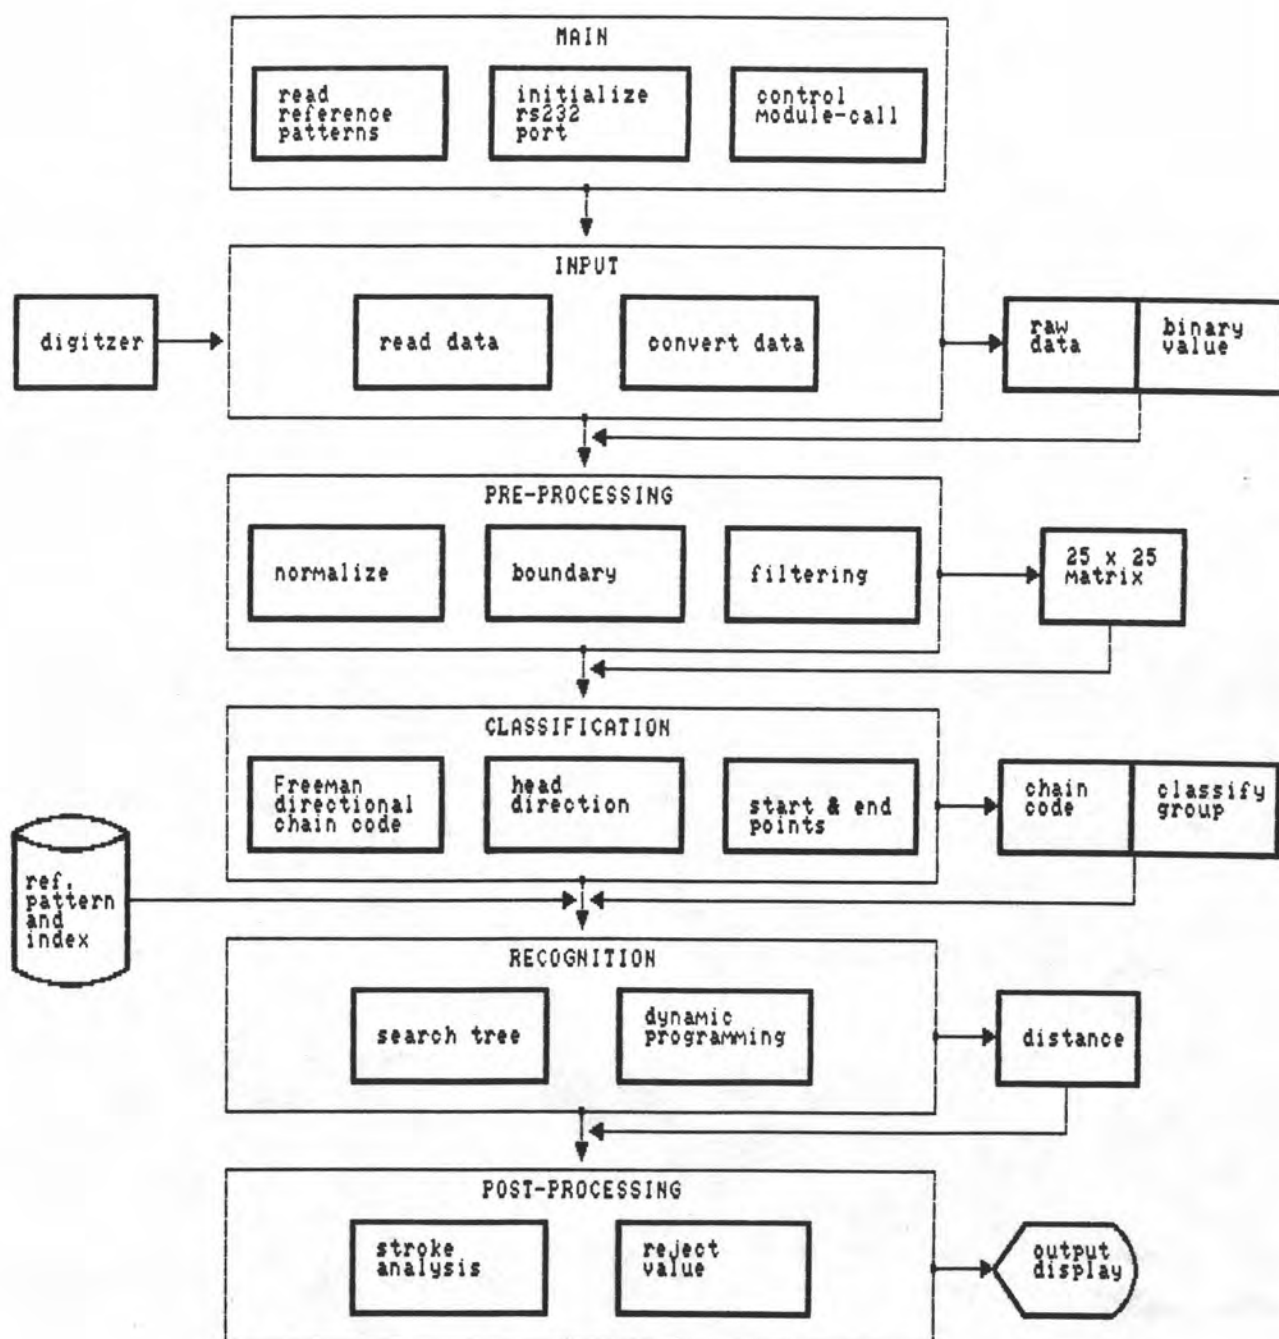 MAIN
read
reference
patterns
initialize
rs232
port
control
module-call
INPUT
digitzer
read data
convert data
raw
data
binary
value
PRE-PROCESSING
normalize
boundary
filtering
25 x 25
matrix
CLASSIFICATION
Freeman
directional
chain code
head
direction
start & end
points
chain
code
classify
group
ref.
pattern
and
index
RECOGNITION
search tree
dynamic
programming
distance
POST-PROCESSING
stroke
analysis
reject
value
output
display